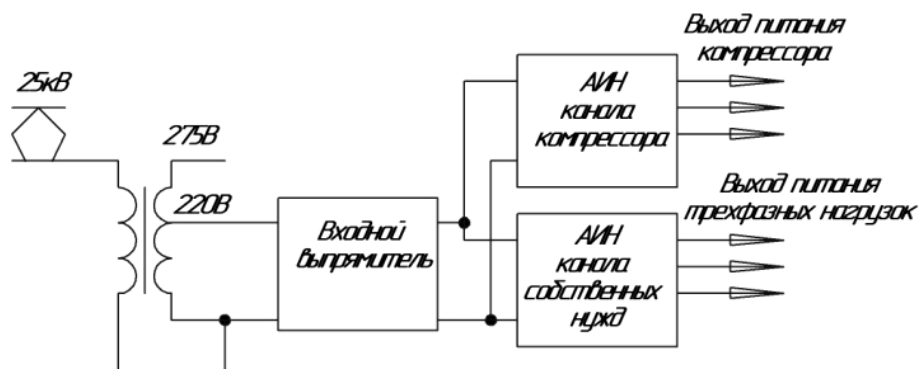 Выход питания
компрессора
25кВ
275В
220В
АИН
канала
компрессора
Входной
выпрямитель
Выход питания
трехфазных нагрузок
АИН
канала
собственных
нужд